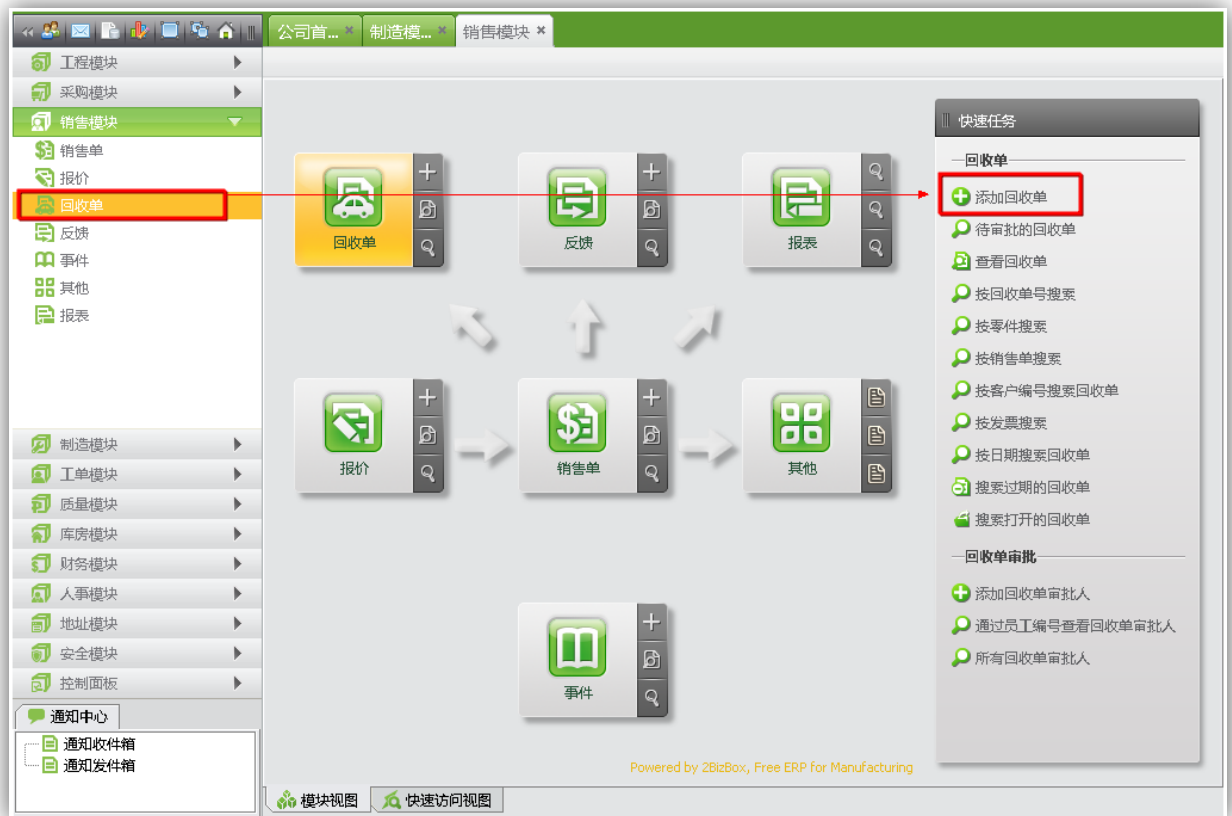 公司首...
制造模...
销售模块
工程模块
采购模块
销售模块
销售单
报价
回收单
反馈
事件
其他
报表
制造模块
工单模块
质量模块
库房模块
财务模块
人事模块
地址模块
安全模块
控制面板
通知中心
通知收件箱
通知发件箱
回收单
反馈
报表
报价
销售单
其他
事件
Powered by 2BizBox, Free ERP for Manufacturing
模块视图
快速访问视图
快速任务
回收单
添加回收单
待审批的回收单
查看回收单
按回收单号搜索
按零件搜索
按销售单搜索
按客户编号搜索回收单
按发票搜索
按日期搜索回收单
搜索过期的回收单
搜索打开的回收单
回收单审批
添加回收单审批人
通过员工编号查看回收单审批人
所有回收单审批人